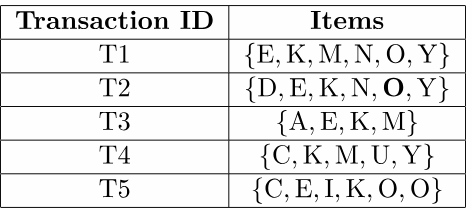 Transaction ID Items
T1 {E, K, M, N, O, Y}
T2 {D, E, K, N, O, Y}
T3 {A, E, K, M}
T4 {C, K, M, U, Y}
T5 {C, E, I, K, O, O}